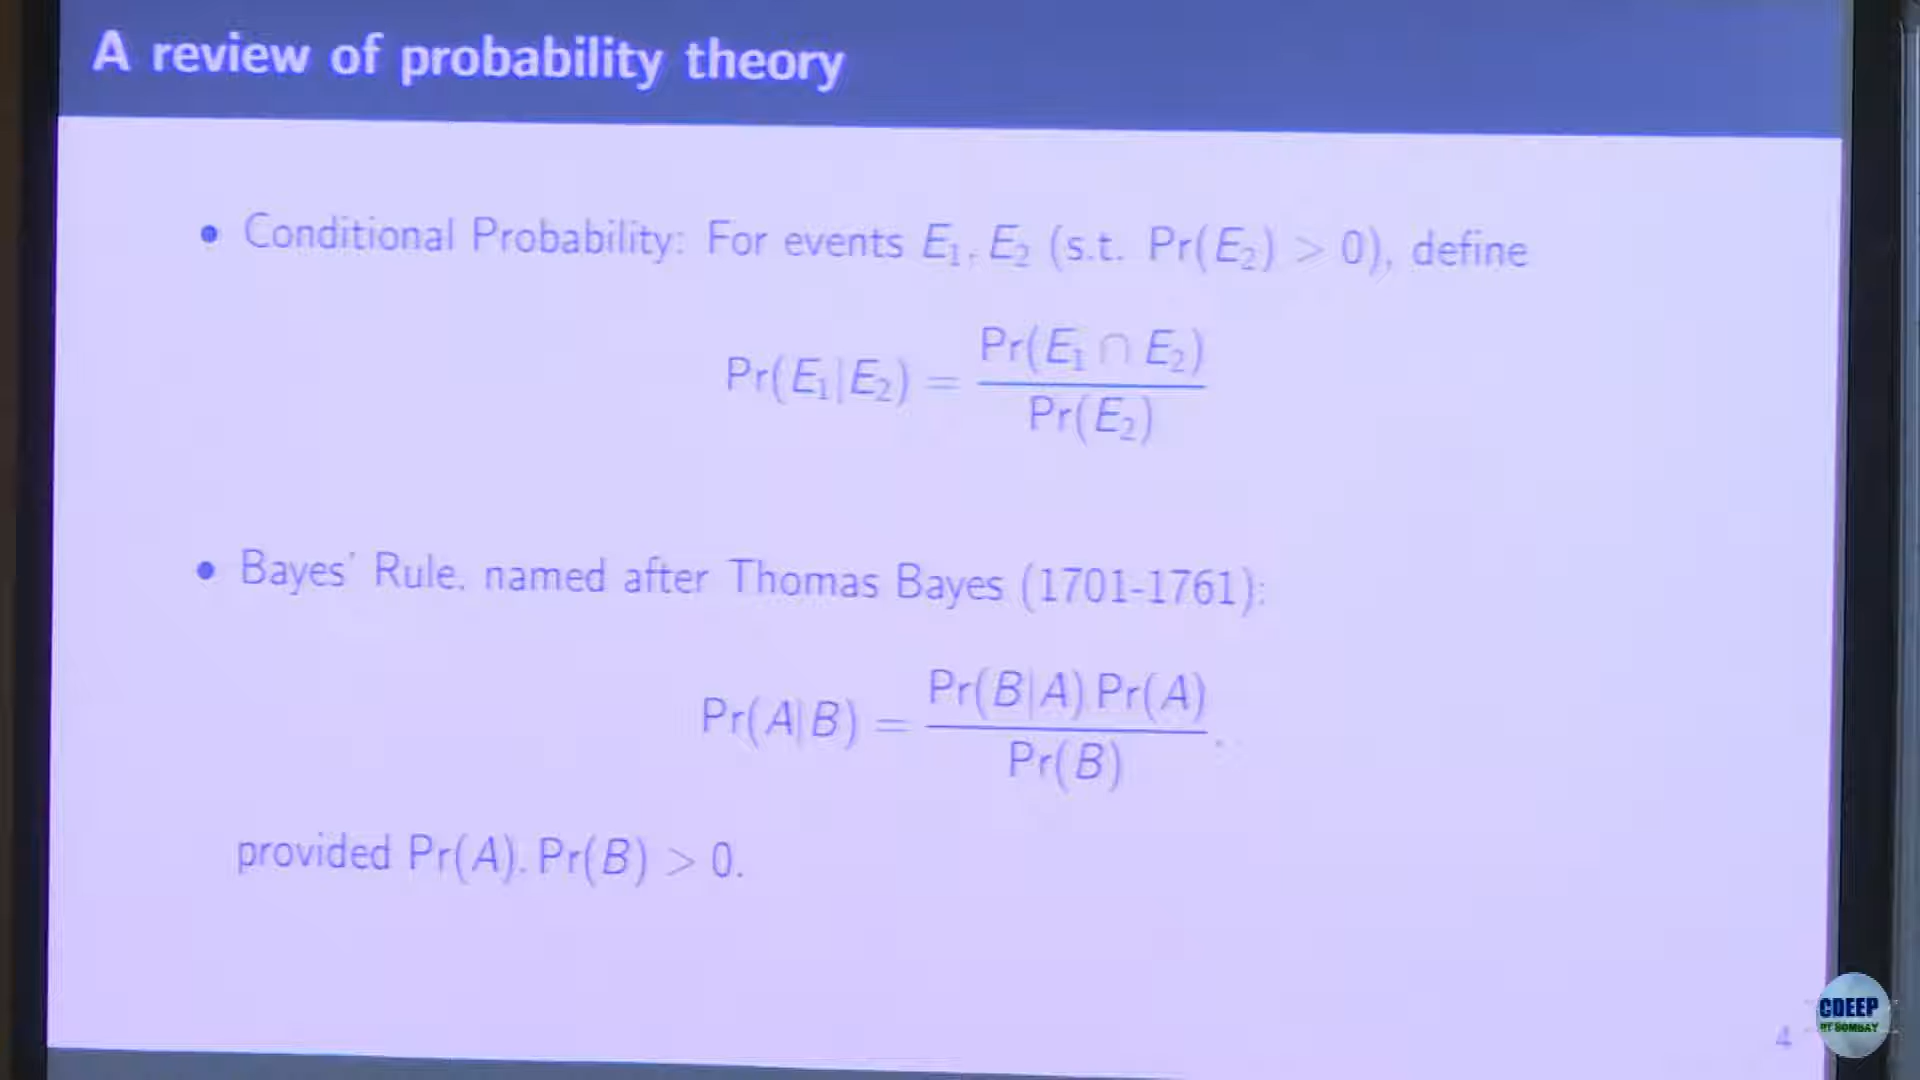 A review of probability theory
• Conditional Probability: For events E₁, E₂ (s.t. Pr(E₂) > 0), define
Pr(E₁|E₂) = Pr(E₁ ∩ E₂) / Pr(E₂)
• Bayes' Rule, named after Thomas Bayes (1701-1761):
Pr(A|B) = Pr(B|A) Pr(A) / Pr(B) .
provided Pr(A), Pr(B) > 0.
4
CDEEP
IIT BOMBAY